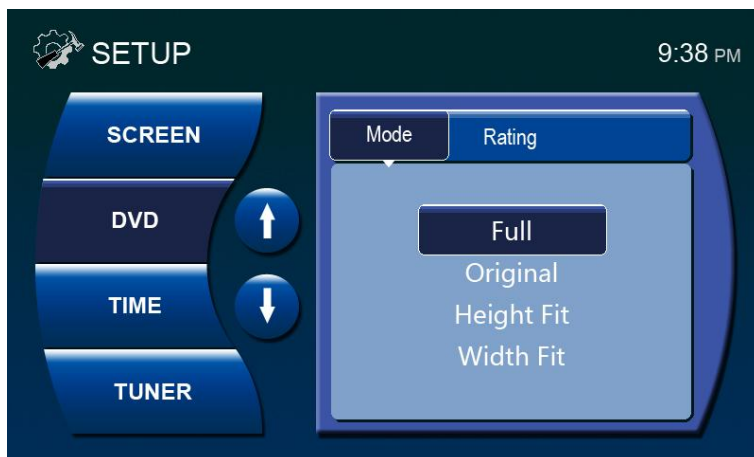 SETUP
9:38 PM
SCREEN
DVD
TIME
TUNER
Mode
Rating
Full
Original
Height Fit
Width Fit